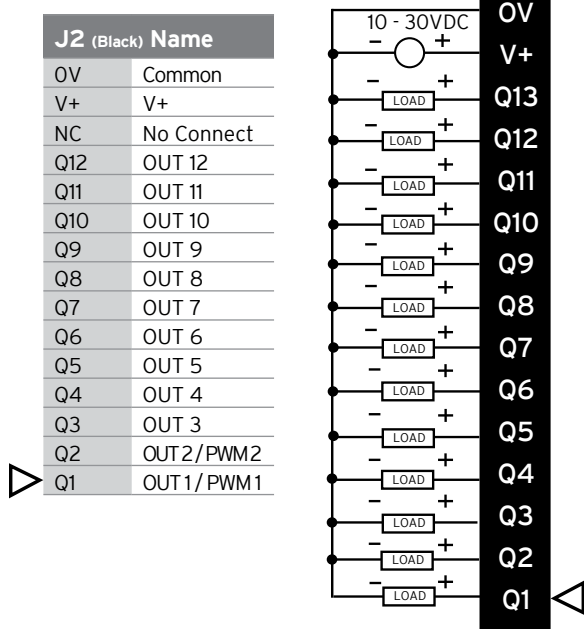 J2 (Black) Name
0V Common
V+ V+
NC No Connect
Q12 OUT 12
Q11 OUT 11
Q10 OUT 10
Q9 OUT 9
Q8 OUT 8
Q7 OUT 7
Q6 OUT 6
Q5 OUT 5
Q4 OUT 4
Q3 OUT 3
Q2 OUT2/PWM2
Q1 OUT1/PWM1
0V
10 - 30VDC
- + V+
- + LOAD Q13
- + LOAD Q12
- + LOAD Q11
- + LOAD Q10
- + LOAD Q9
- + LOAD Q8
- + LOAD Q7
- + LOAD Q6
- + LOAD Q5
- + LOAD Q4
- + LOAD Q3
- + LOAD Q2
- + LOAD Q1